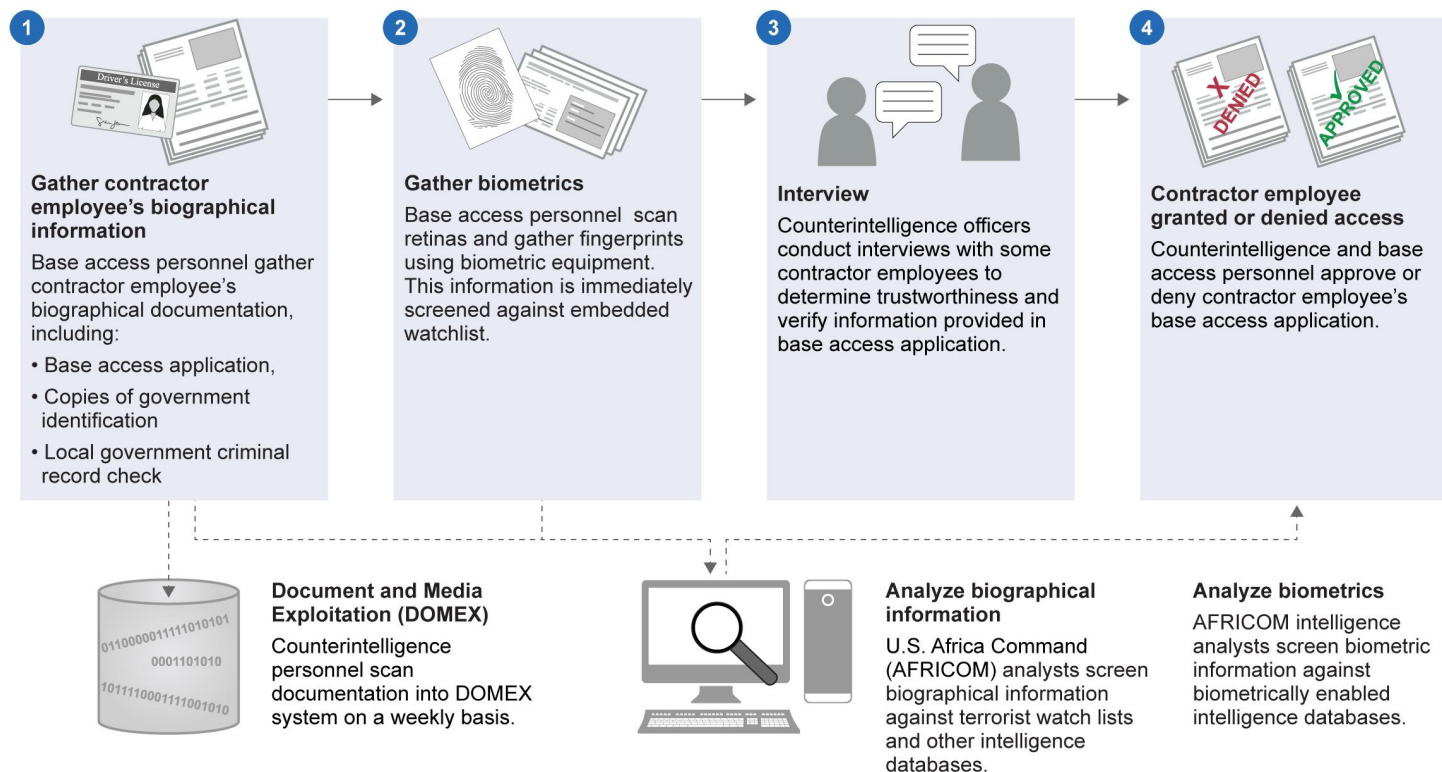 1
Driver's License
Gather contractor
employee's biographical
information
Base access personnel gather
contractor employee's
biographical documentation,
including:
• Base access application,
• Copies of government
identification
• Local government criminal
record check
2
Gather biometrics
Base access personnel scan
retinas and gather fingerprints
using biometric equipment.
This information is immediately
screened against embedded
watchlist.
3
Interview
Counterintelligence officers
conduct interviews with some
contractor employees to
determine trustworthiness and
verify information provided in
base access application.
4
X
DENIED
✓
APPROVED
Contractor employee
granted or denied access
Counterintelligence and base
access personnel approve or
deny contractor employee's
base access application.
0110000011111010101
0001101010
1011110001111001010
Document and Media
Exploitation (DOMEX)
Counterintelligence
personnel scan
documentation into DOMEX
system on a weekly basis.
Analyze biographical
information
U.S. Africa Command
(AFRICOM) analysts screen
biographical information
against terrorist watch lists
and other intelligence
databases.
Analyze biometrics
AFRICOM intelligence
analysts screen biometric
information against
biometrically enabled
intelligence databases.